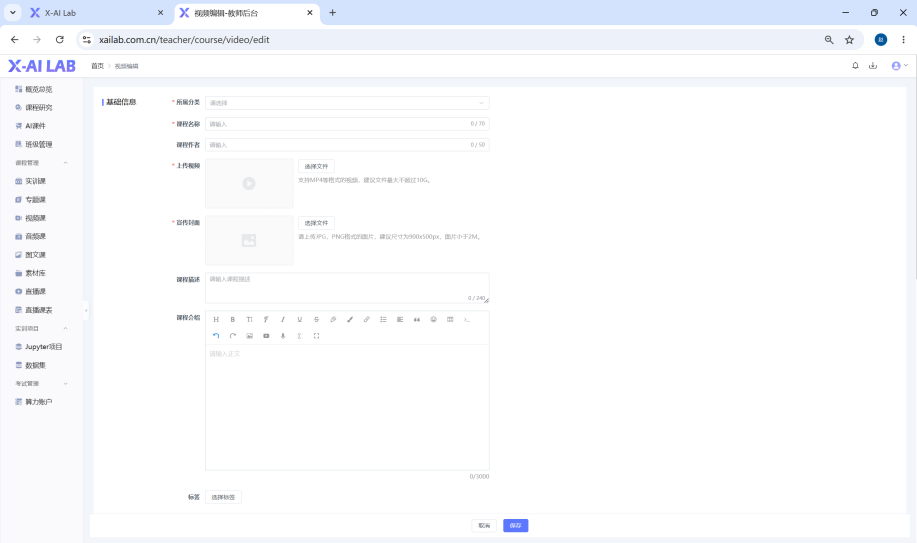 X-AI Lab
视频编辑-教师后台
xailab.com.cn/teacher/course/video/edit
X-AI LAB
首页 / 视频编辑
概览总览
课程研究
AI课件
班级管理
课程管理
实训课
专题课
视频课
音频课
图文课
素材库
直播课
直播课表
实训项目
Jupyter项目
数据集
考试管理
算力账户
基础信息
* 所属分类 请选择
* 课程名称 请输入 0 / 70
课程作者 请输入 0 / 50
* 上传视频 选择文件
支持MP4等格式的视频，建议文件最大不超过10G。
* 宣传封面 选择文件
请上传JPG、PNG格式的图片，建议尺寸为900x500px，图片小于2M。
课程描述 请输入课程描述
0 / 240
课程介绍
请输入正文
0/3000
标签 选择标签
取消 保存